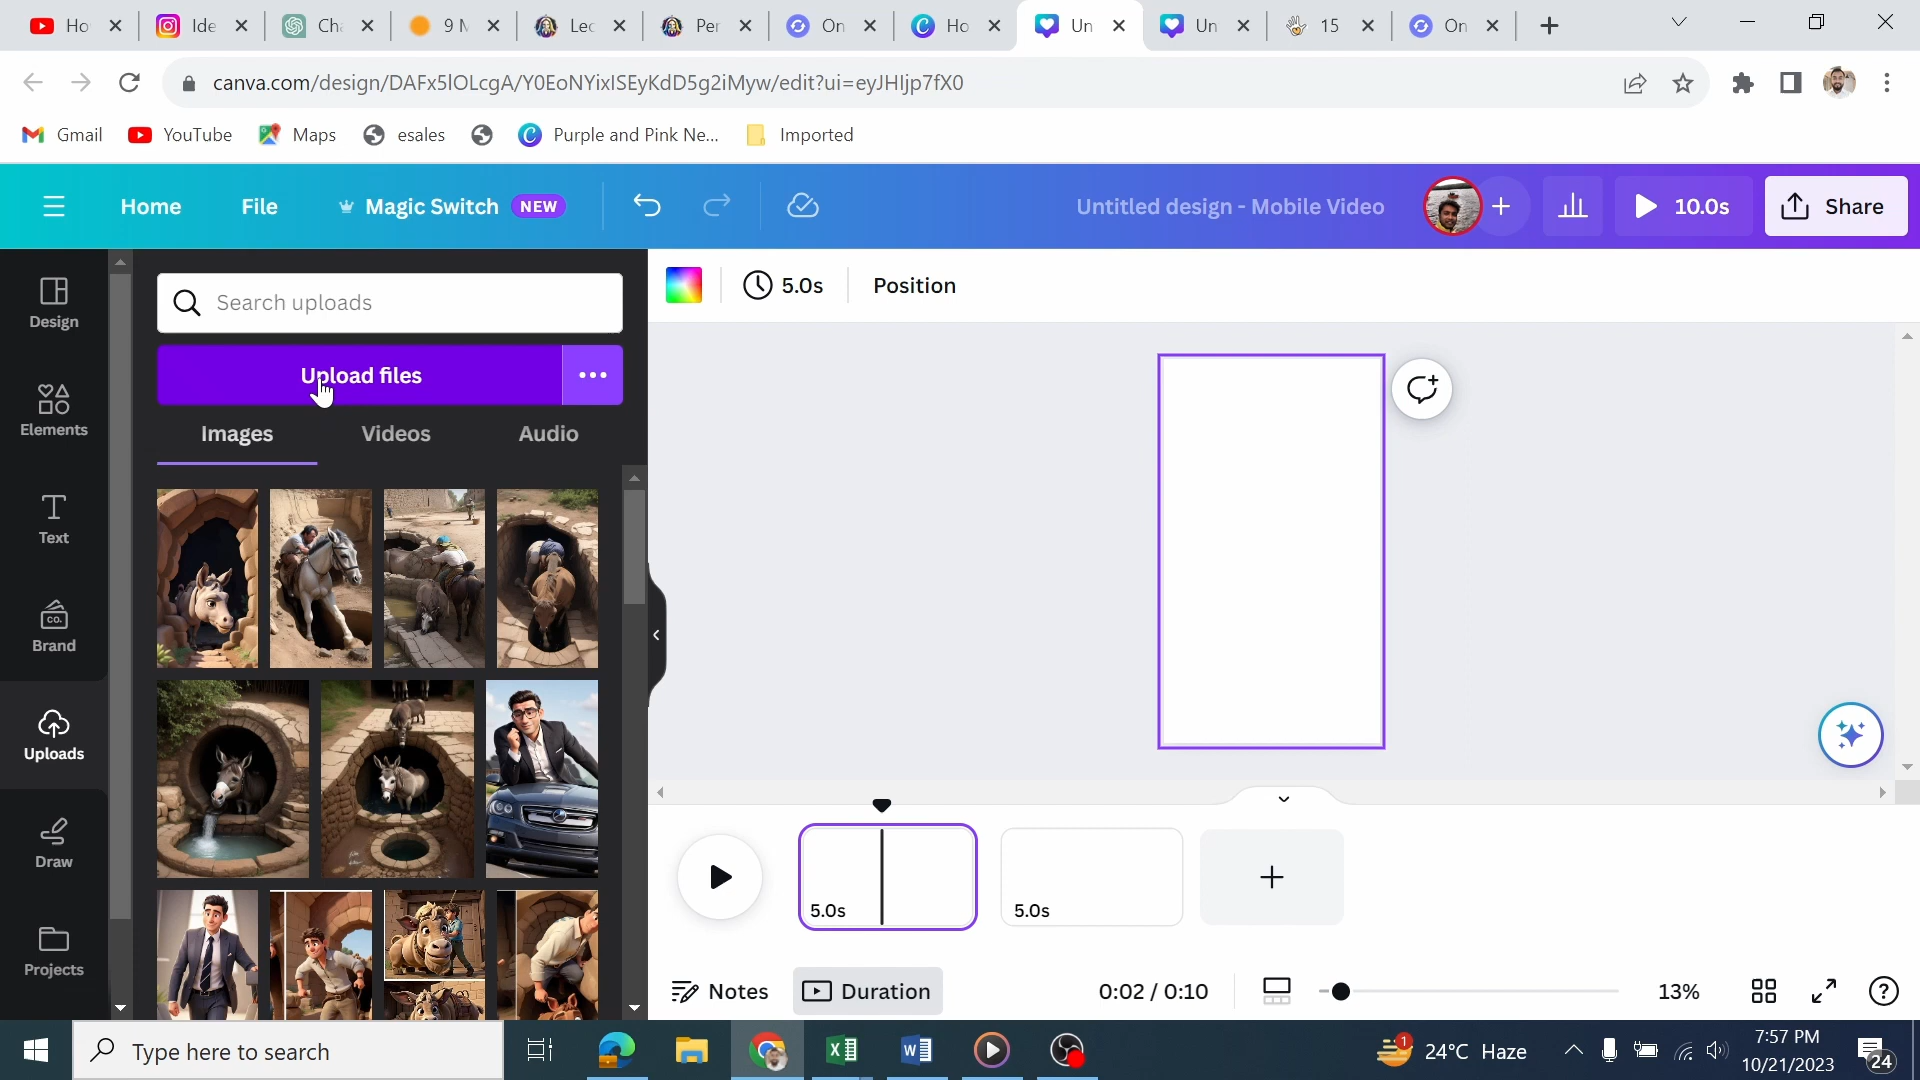 Ho
Ide
Ch
9 M
Lec
Per
On
Ho
Un
Un
15
On
canva.com/design/DAFx5lOLcgA/Y0EoNYixISEyKdD5g2iMyw/edit?ui=eyJHIjp7fX0
Gmail
YouTube
Maps
esales
Purple and Pink Ne...
Imported
Home
File
Magic Switch
NEW
Untitled design - Mobile Video
10.0s
Share
Design
Elements
Text
Brand
CO.
Uploads
Draw
Projects
Search uploads
Upload files
Images
Videos
Audio
5.0s
Position
5.0s
5.0s
Notes
Duration
0:02 / 0:10
13%
Type here to search
1
24°C Haze
7:57 PM
10/21/2023
24